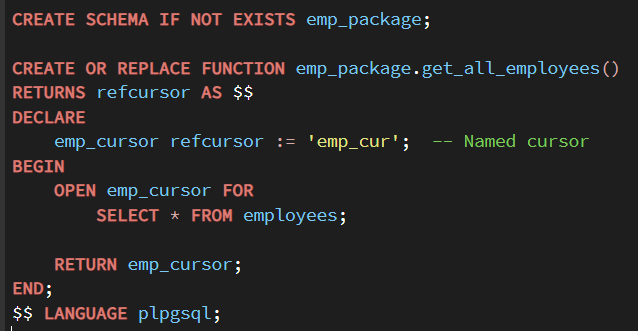 CREATE SCHEMA IF NOT EXISTS emp_package;
CREATE OR REPLACE FUNCTION emp_package.get_all_employees()
RETURNS refcursor AS $$
DECLARE
    emp_cursor refcursor := 'emp_cur';  -- Named cursor
BEGIN
    OPEN emp_cursor FOR
        SELECT * FROM employees;
    RETURN emp_cursor;
END;
$$ LANGUAGE plpgsql;